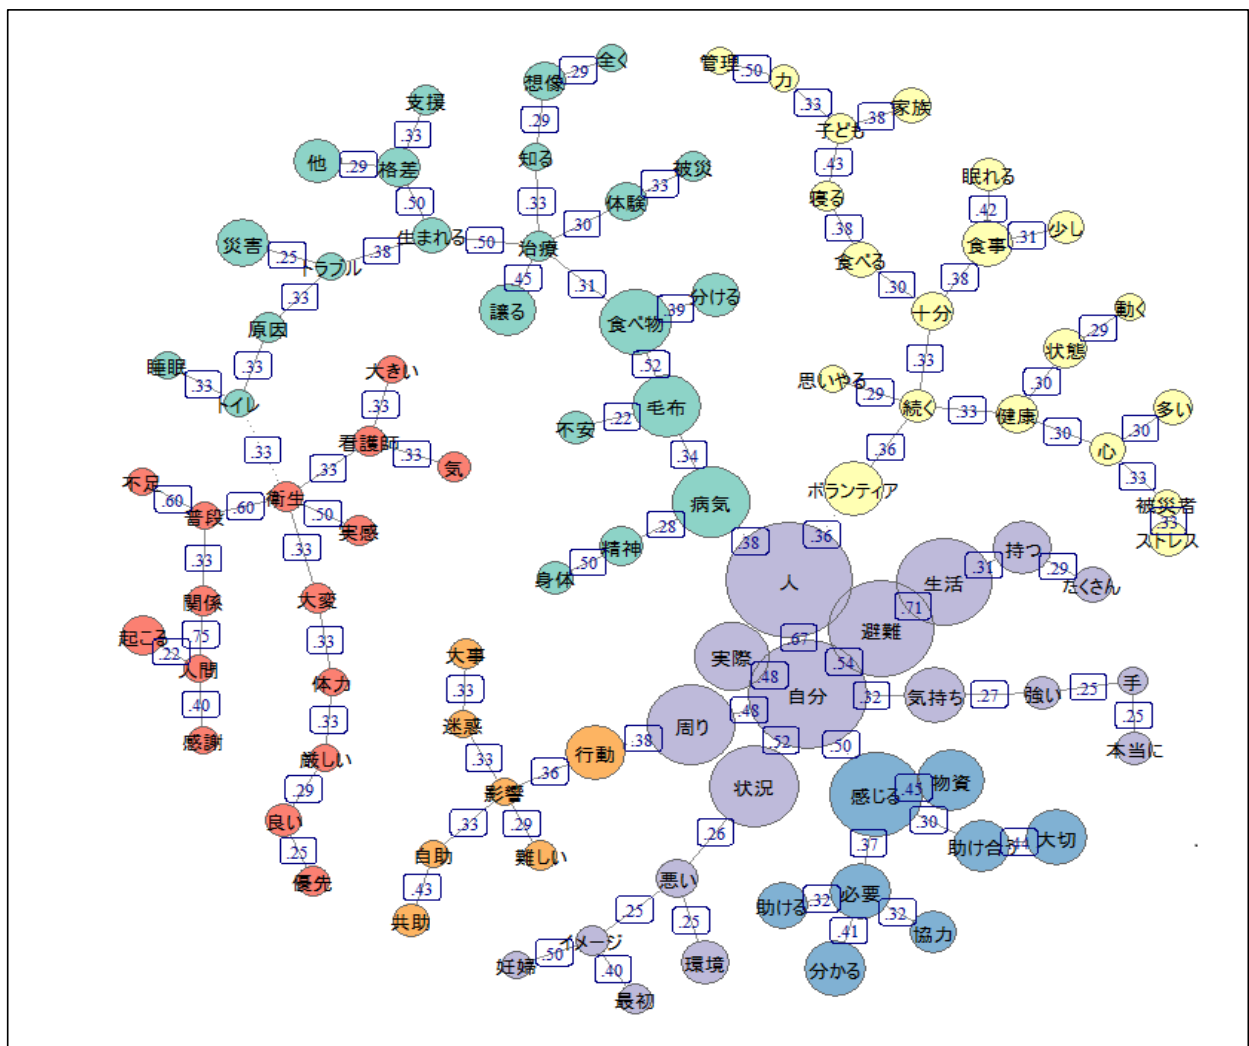 全く
.29
想像
管理
.50
力
支援
.29
.33
家族
.38
子ども
.33
知る
.43
他
.29
格差
.33
被災
.33
体験
眠れる
寝る
.42
.50
.30
.38
少し
.31
食事
災害
.25
トラブル
.38
生まれる
.50
治療
食べる
.45
.31
.30
.38
.33
譲る
分ける
.39
食べ物
十分
動く
.29
状態
原因
.33
.52
.33
.30
睡眠
.33
トイレ
大きい
思いやる
.29
続く
.33
健康
多い
.30
毛布
.22
不安
.33
.30
心
.33
看護師
.33
気
.33
.34
.36
.33
不足
.60
普段
.60
衛生
.50
実感
病気
ボランティア
被災者
.33
ストレス
.33
.33
.28
精神
.50
身体
.38
.36
持つ
.31
.29
たくさん
人
生活
.71
避難
関係
大変
.75
起こる
.22
人間
.33
.67
.54
大事
実際
.48
.33
体力
自分
.32
気持ち
.27
強い
.25
手
.40
.25
本当に
感謝
.33
迷惑
周り
.48
.52
.50
.38
行動
厳しい
.33
.36
影響
状況
感じる
.45
物資
.30
.29
良い
.33
.29
.26
助け合う
.44
大切
.25
自助
難しい
.37
優先
.43
悪い
必要
.32
助ける
.32
共助
.25
.25
.41
協力
イメージ
.50
妊婦
.40
環境
分かる
最初